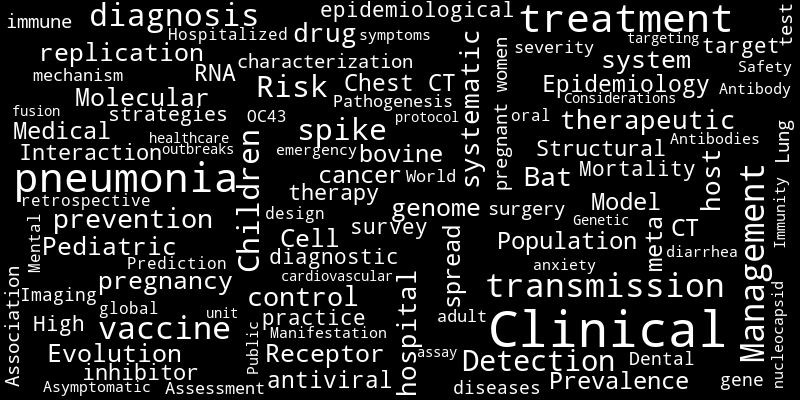 immune
diagnosis
epidemiological
treatment
test
Hospitalized
drug
symptoms
targeting
replication
characterization
women
severity
target
mechanism
RNA
Risk
Chest CT
systematic
system
Safety
Molecular
Pathogenesis
Epidemiology
Antibody
fusion
strategies
OC43
protocol
Considerations
oral
therapeutic
Medical
healthcare
spike
pregnant
Antibodies
Lung
Interaction
outbreaks
emergency
bovine
Structural
pneumonia
Children
cancer
World
Bat
Mortality
host
retrospective
therapy
genome
surgery
Model
Management
Immunity
prevention
design
survey
Genetic
meta
CT
Mental
Pediatric
Cell
spread
Population
diarrhea
Prediction
diagnostic
anxiety
Association
pregnancy
cardiovascular
hospital
transmission
Imaging
control
global
unit
practice
adult
Clinical
High
vaccine
Public
Manifestation
nucleocapsid
Evolution
Receptor
assay
Detection
Dental
inhibitor
antiviral
Prevalence
gene
Asymptomatic
Assessment
diseases